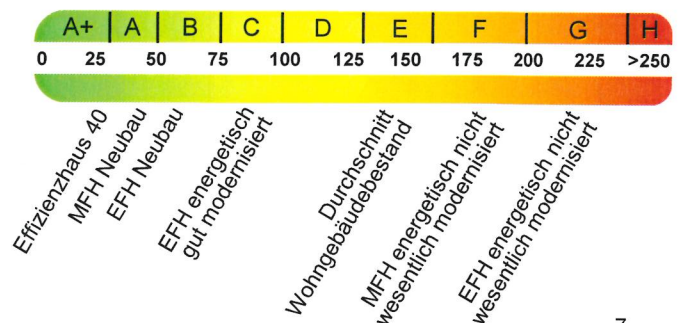 A+ A B C D E F G H
0 25 50 75 100 125 150 175 200 225 >250
Effizienzhaus 40
MFH Neubau
EFH Neubau
EFH energetisch
gut modernisiert
Durchschnitt
Wohngebäudebestand
MFH energetisch nicht
wesentlich modernisiert
EFH energetisch nicht
wesentlich modernisiert
7